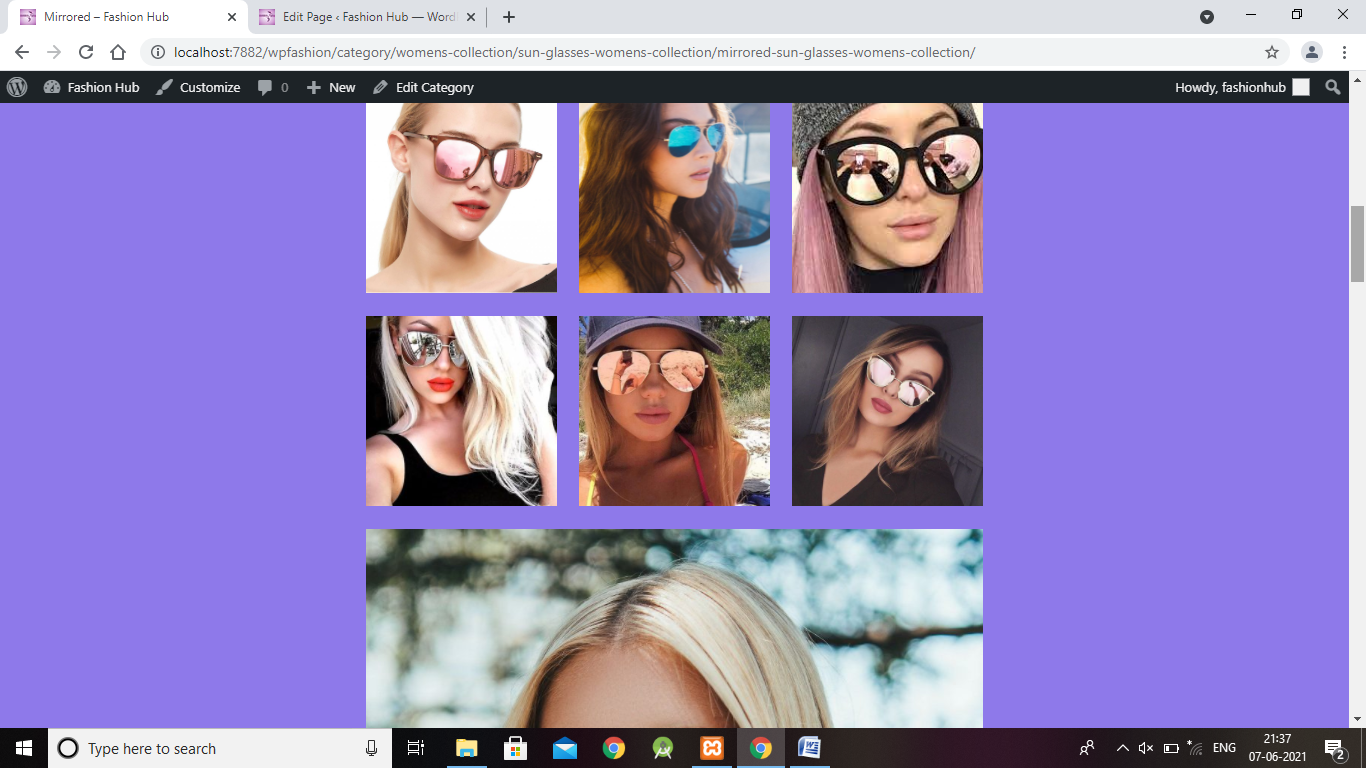 Mirrored – Fashion Hub
Edit Page ‹ Fashion Hub — Word
localhost:7882/wpfashion/category/womens-collection/sun-glasses-womens-collection/mirrored-sun-glasses-womens-collection/
Fashion Hub Customize 0 New Edit Category Howdy, fashionhub
Type here to search
ENG
21:37
07-06-2021
2